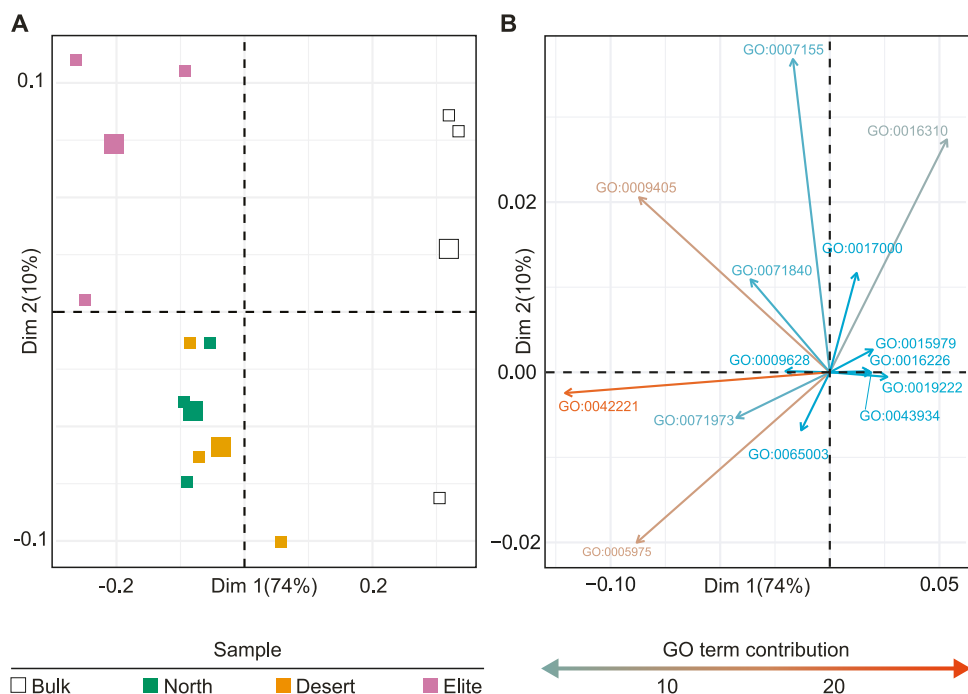 A
B
0.1
-0.1
Dim 2(10%)
-0.2
Dim 1(74%)
0.2
GO:0007155
GO:0016310
GO:0009405
GO:0017000
GO:0071840
GO:0015979
GO:0009628
GO:0016226
GO:0019222
GO:0042221
GO:0043934
GO:0071973
GO:0065003
GO:0005975
0.02
0.00
−0.02
Dim 2(10%)
−0.10
Dim 1(74%)
0.05
Sample
Bulk North Desert Elite
GO term contribution
10 20